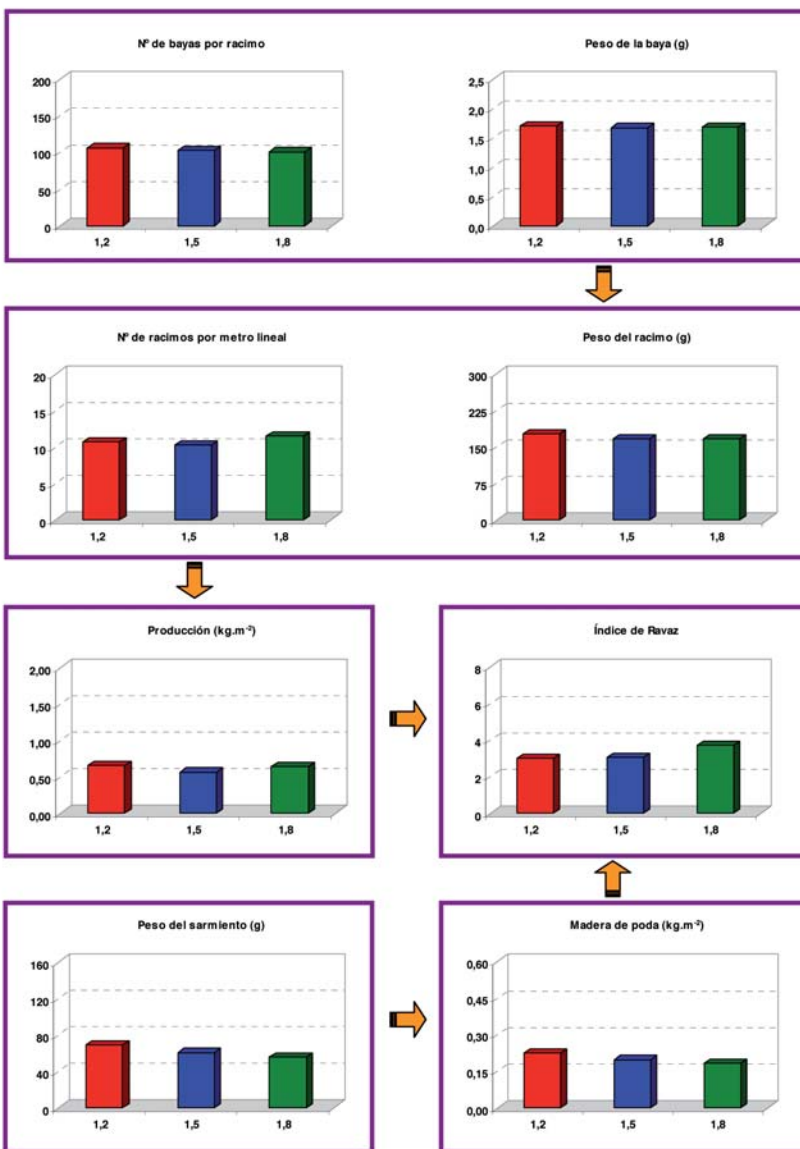 Nº de bayas por racimo
200
150
100
50
0
1,2 1,5 1,8
Peso de la baya (g)
2,5
2,0
1,5
1,0
0,5
0,0
1,2 1,5 1,8
Nº de racimos por metro lineal
20
15
10
5
0
1,2 1,5 1,8
Peso del racimo (g)
300
225
150
75
0
1,2 1,5 1,8
Producción (kg.m⁻²)
2,00
1,50
1,00
0,50
0,00
1,2 1,5 1,8
Índice de Ravaz
8
6
4
2
0
1,2 1,5 1,8
Peso del sarmiento (g)
160
120
80
40
0
1,2 1,5 1,8
Madera de poda (kg.m⁻²)
0,60
0,45
0,30
0,15
0,00
1,2 1,5 1,8